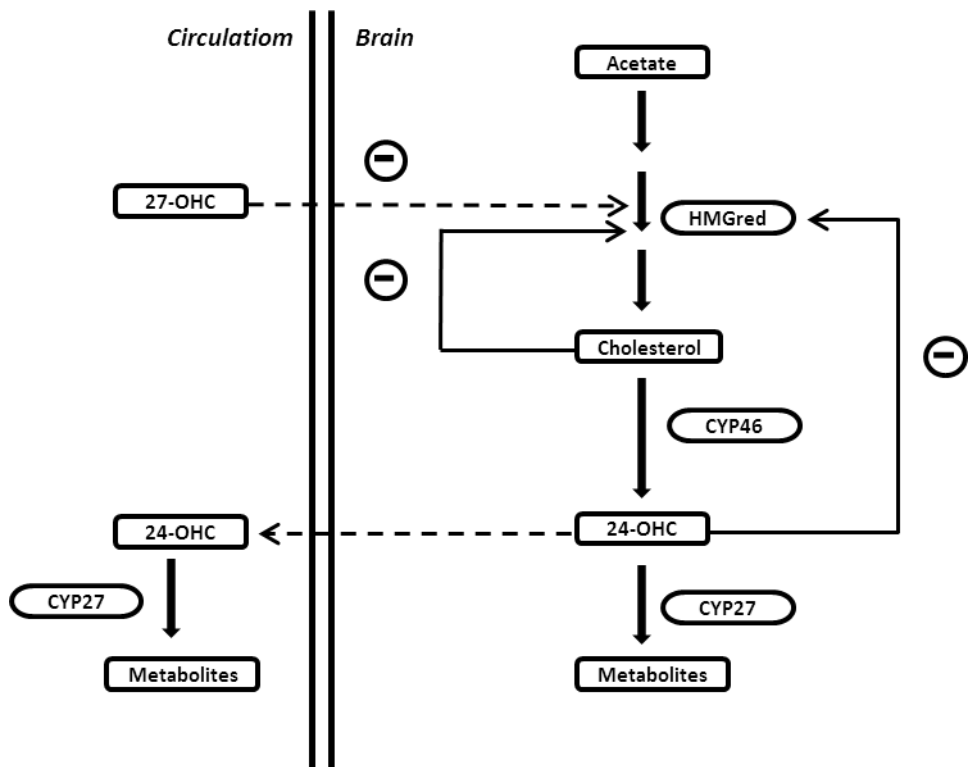 Circulatiom
Brain
Acetate
−
27-OHC
HMGred
−
Cholesterol
−
CYP46
24-OHC
24-OHC
CYP27
CYP27
Metabolites
Metabolites